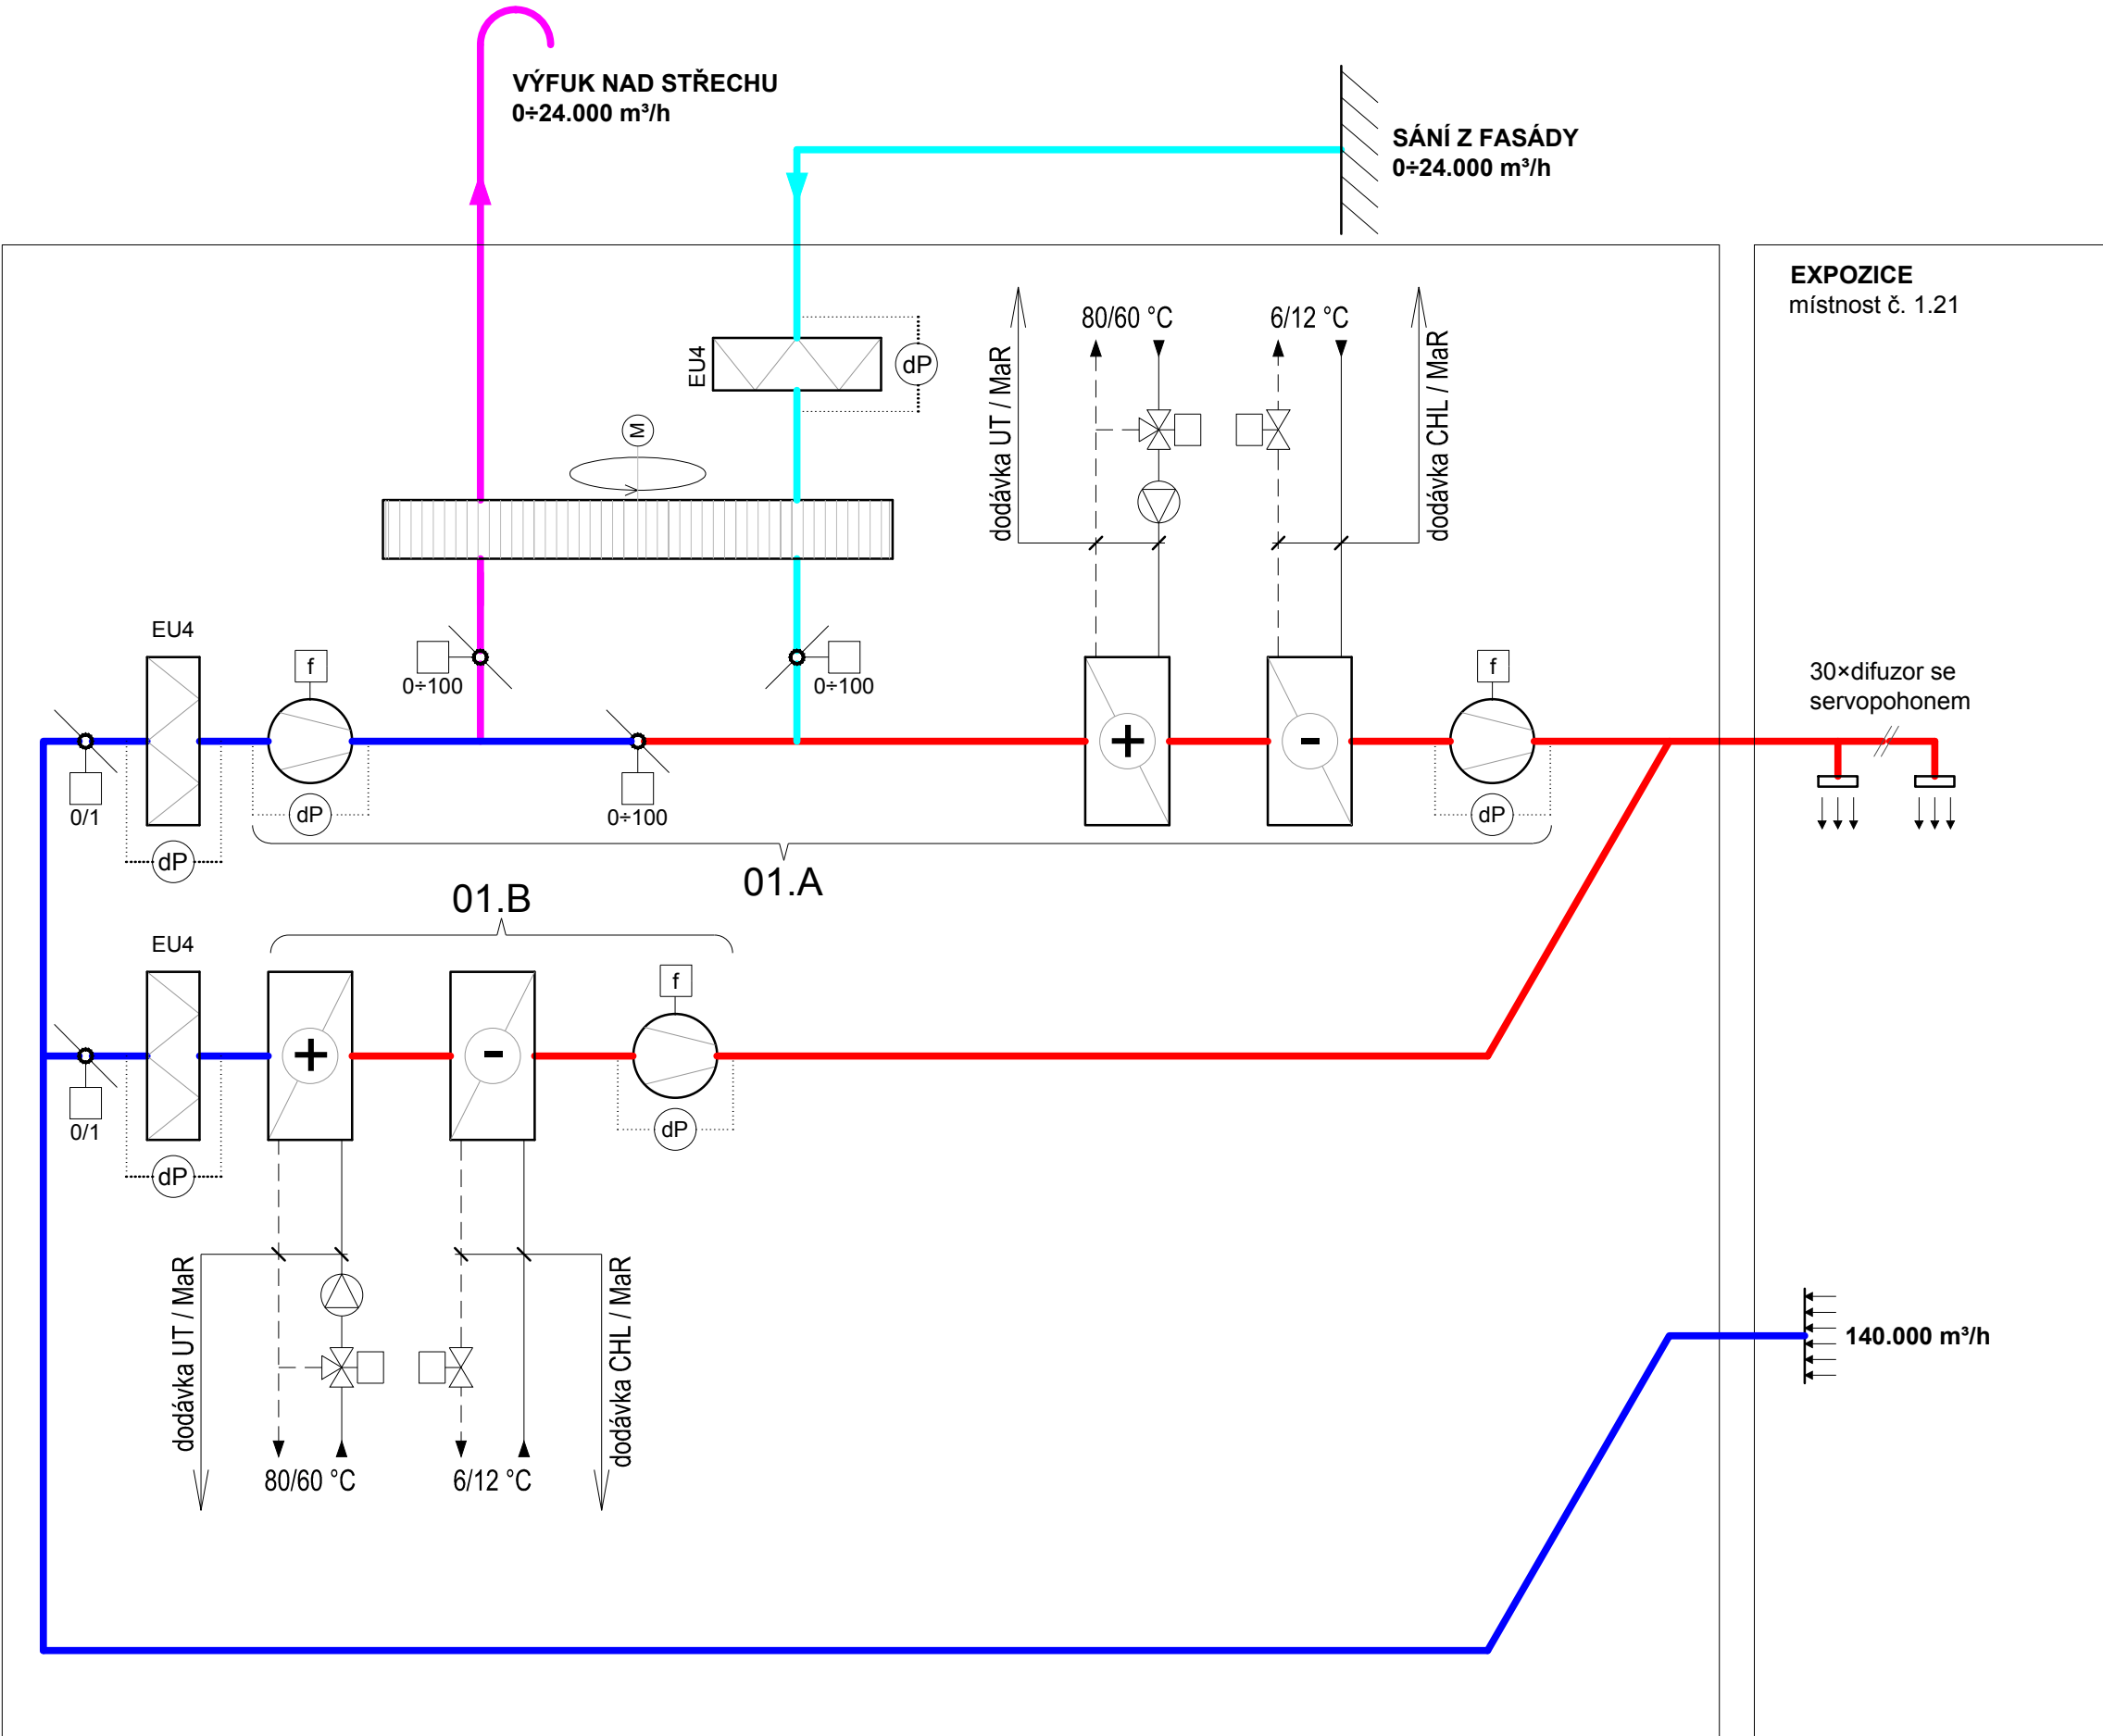 VÝFUK NAD STŘECHU
0÷24.000 m³/h
SÁNÍ Z FASÁDY
0÷24.000 m³/h
EXPOZICE
místnost č. 1.21
80/60 °C
6/12 °C
dodávka UT / MaR
dodávka CHL / MaR
EU4
dP
M
EU4
f
0÷100
0÷100
f
30×difuzor se
servopohonem
+
-
0/1
dP
0÷100
dP
dP
01.A
01.B
EU4
f
+
-
0/1
dP
dP
dodávka UT / MaR
dodávka CHL / MaR
140.000 m³/h
80/60 °C
6/12 °C